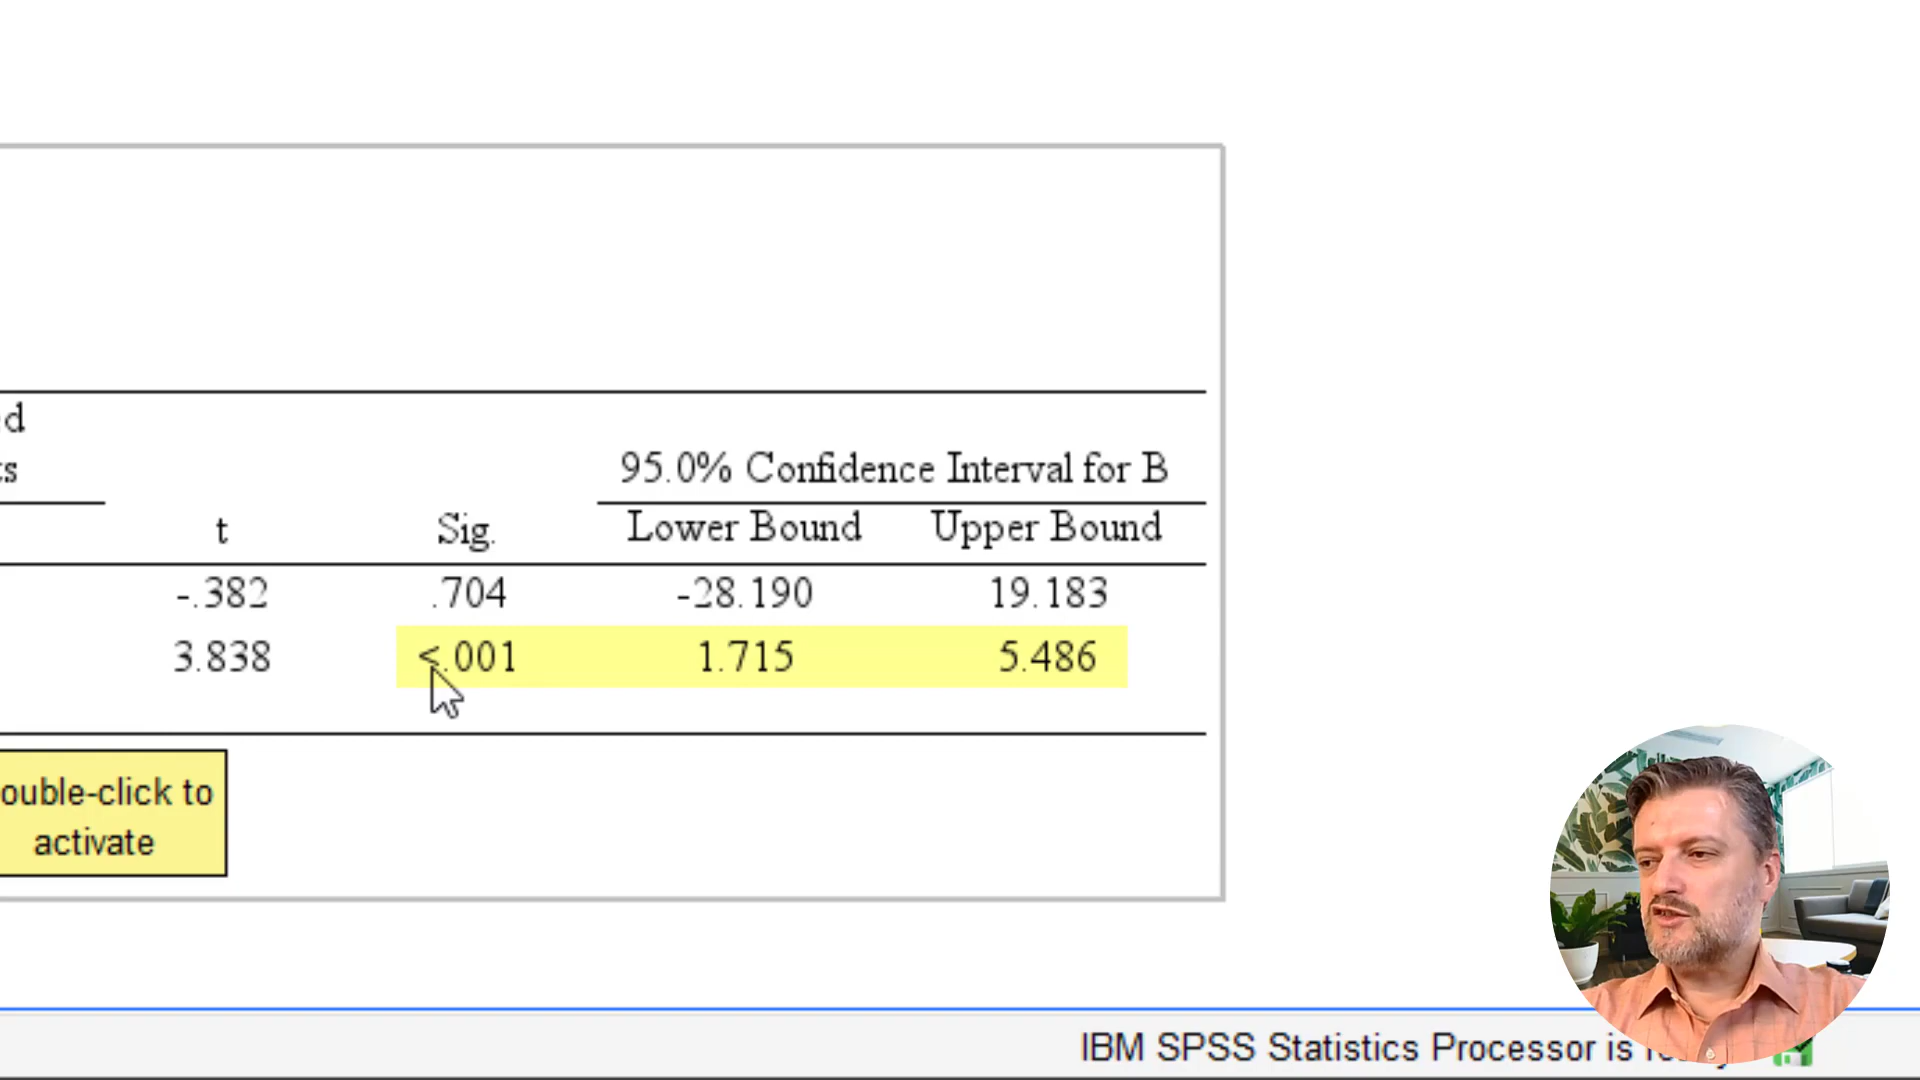 d
ts
95.0% Confidence Interval for B
t Sig. Lower Bound Upper Bound
-.382 .704 -28.190 19.183
3.838 <.001 1.715 5.486
ouble-click to
activate
IBM SPSS Statistics Processor is